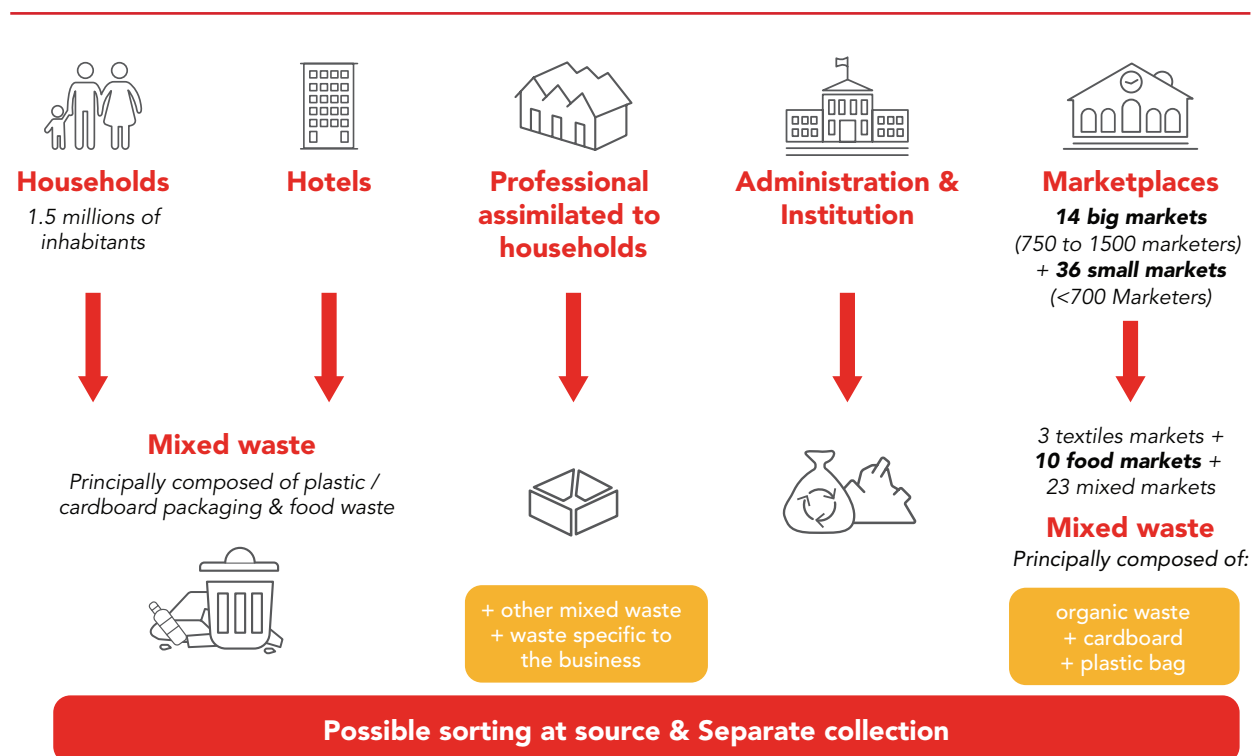 Households
1.5 millions of
inhabitants
Hotels
Professional
assimilated to
households
Administration &
Institution
Marketplaces
14 big markets
(750 to 1500 marketers)
+ 36 small markets
(<700 Marketers)
Mixed waste
Principally composed of plastic /
cardboard packaging & food waste
+ other mixed waste
+ waste specific to
the business
3 textiles markets +
10 food markets +
23 mixed markets
Mixed waste
Principally composed of:
organic waste
+ cardboard
+ plastic bag
Possible sorting at source & Separate collection